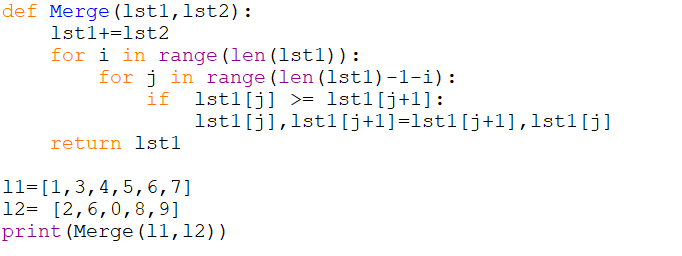 def Merge(lst1,lst2):
    lst1+=lst2
    for i in range(len(lst1)):
        for j in range(len(lst1)-1-i):
            if  lst1[j] >= lst1[j+1]:
                lst1[j],lst1[j+1]=lst1[j+1],lst1[j]
    return lst1

l1=[1,3,4,5,6,7]
l2= [2,6,0,8,9]
print(Merge(l1,l2))